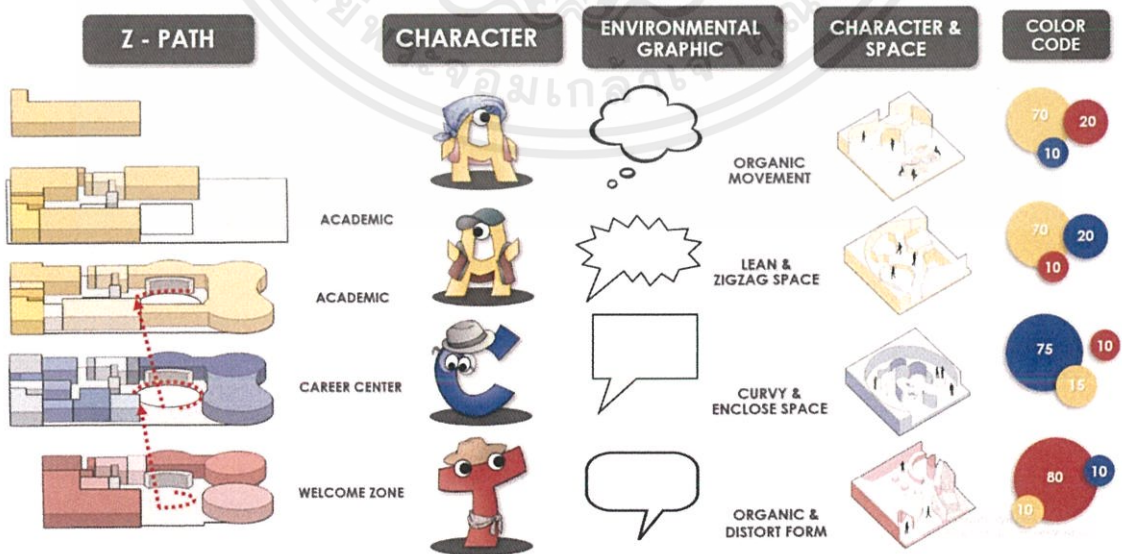 Z - PATH
CHARACTER
ENVIRONMENTAL
GRAPHIC
CHARACTER &
SPACE
COLOR
CODE
ORGANIC
MOVEMENT
70
20
10
ACADEMIC
LEAN &
ZIGZAG SPACE
70
20
10
ACADEMIC
CAREER CENTER
CURVY &
ENCLOSE SPACE
75
10
15
WELCOME ZONE
ORGANIC &
DISTORT FORM
80
10
10